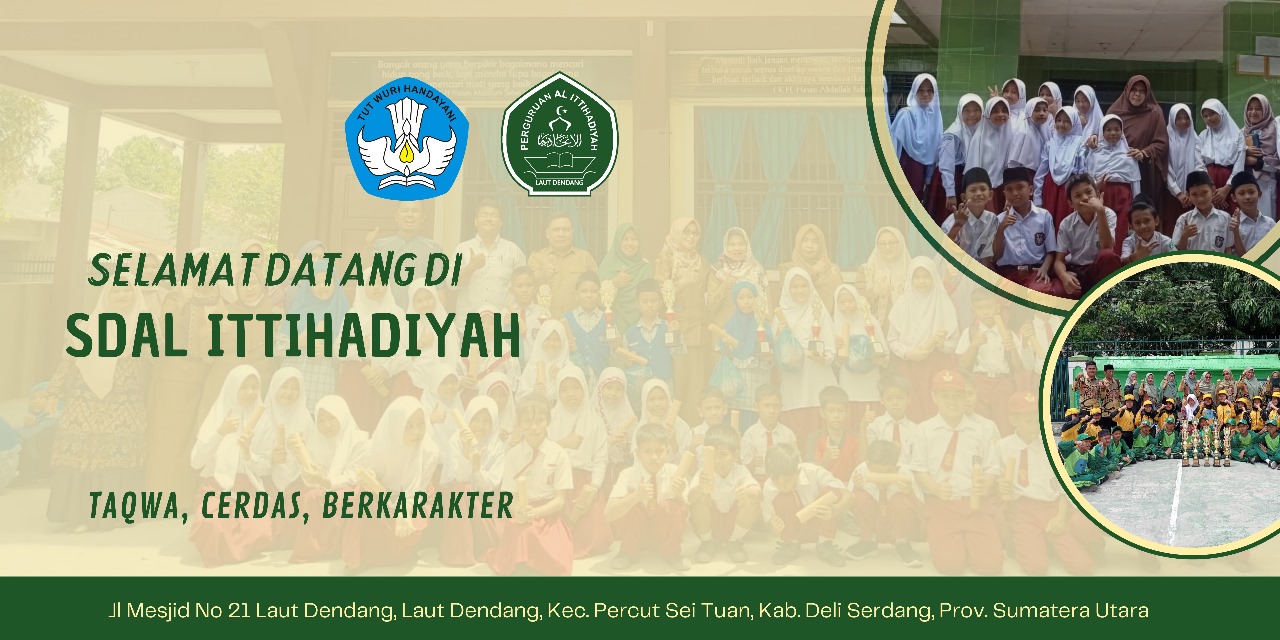 TUT WURI HANDAYANI
PERGURUAN AL ITTIHADIYAH
LAUT DENDANG
SELAMAT DATANG DI
SDAL ITTIHADIYAH
TAQWA, CERDAS, BERKARAKTER
Jl Mesjid No 21 Laut Dendang, Laut Dendang, Kec. Percut Sei Tuan, Kab. Deli Serdang, Prov. Sumatera Utara